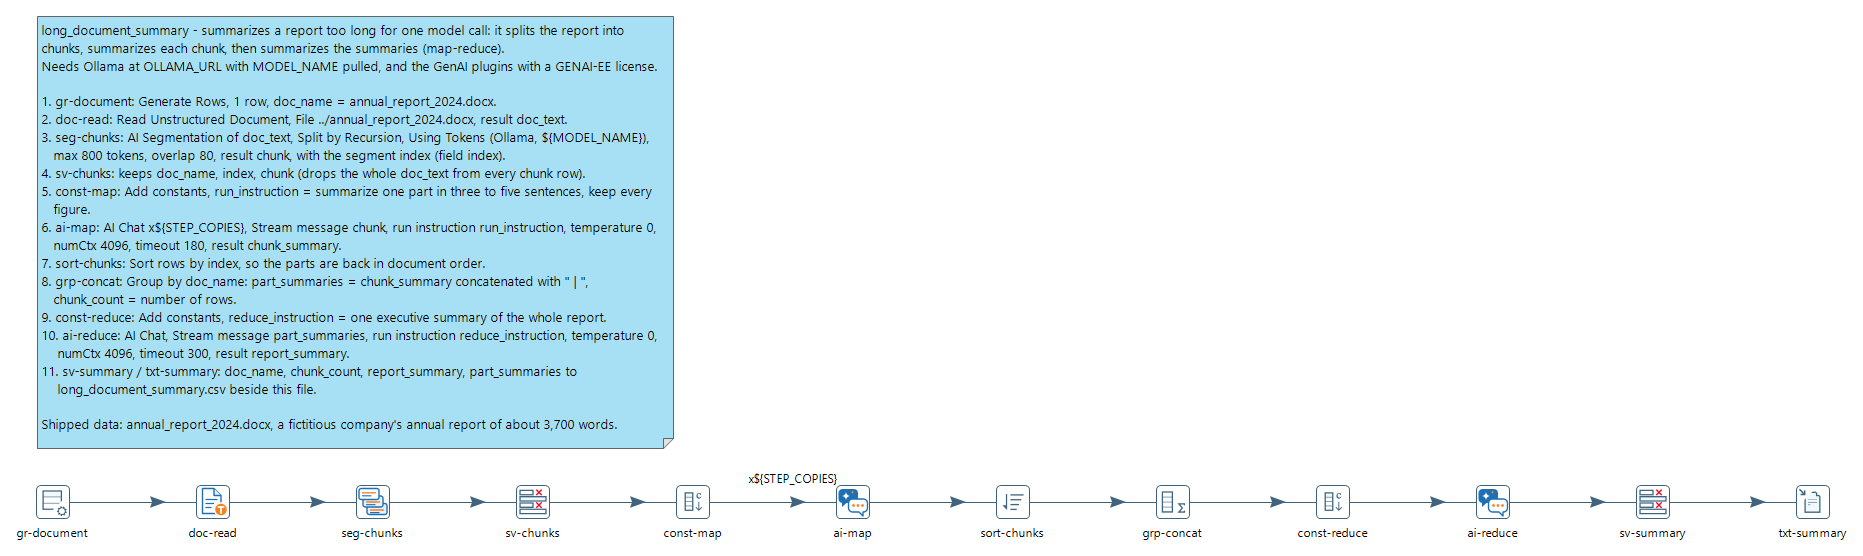 long_document_summary - summarizes a report too long for one model call: it splits the report into
chunks, summarizes each chunk, then summarizes the summaries (map-reduce).
Needs Ollama at OLLAMA_URL with MODEL_NAME pulled, and the GenAI plugins with a GENAI-EE license.
1. gr-document: Generate Rows, 1 row, doc_name = annual_report_2024.docx.
2. doc-read: Read Unstructured Document, File ../annual_report_2024.docx, result doc_text.
3. seg-chunks: AI Segmentation of doc_text, Split by Recursion, Using Tokens (Ollama, ${MODEL_NAME}),
max 800 tokens, overlap 80, result chunk, with the segment index (field index).
4. sv-chunks: keeps doc_name, index, chunk (drops the whole doc_text from every chunk row).
5. const-map: Add constants, run_instruction = summarize one part in three to five sentences, keep every
figure.
6. ai-map: AI Chat x${STEP_COPIES}, Stream message chunk, run instruction run_instruction, temperature 0,
numCtx 4096, timeout 180, result chunk_summary.
7. sort-chunks: Sort rows by index, so the parts are back in document order.
8. grp-concat: Group by doc_name: part_summaries = chunk_summary concatenated with " | ",
chunk_count = number of rows.
9. const-reduce: Add constants, reduce_instruction = one executive summary of the whole report.
10. ai-reduce: AI Chat, Stream message part_summaries, run instruction reduce_instruction, temperature 0,
numCtx 4096, timeout 300, result report_summary.
11. sv-summary / txt-summary: doc_name, chunk_count, report_summary, part_summaries to
long_document_summary.csv beside this file.
Shipped data: annual_report_2024.docx, a fictitious company's annual report of about 3,700 words.
x${STEP_COPIES}
gr-document
doc-read
seg-chunks
sv-chunks
const-map
ai-map
sort-chunks
grp-concat
const-reduce
ai-reduce
sv-summary
txt-summary